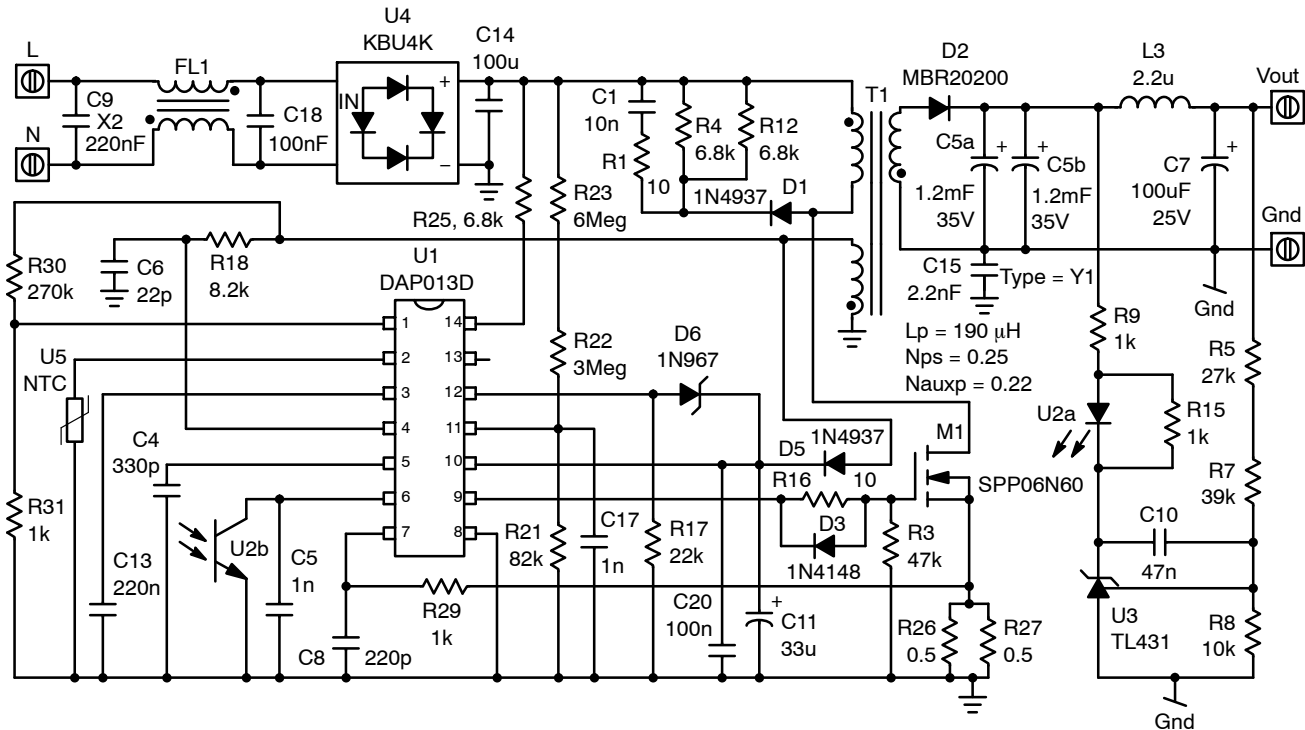 U4
KBU4K
C14
100u
D2
MBR20200
L3
2.2u
Vout
L
FL1
C9
X2
220nF
C18
100nF
IN
+
−
N
C1
10n
R1
10
R4
6.8k
R12
6.8k
1N4937
D1
T1
C5a
+
1.2mF
35V
+
C5b
1.2mF
35V
C7
+
100uF
25V
Gnd
R25, 6.8k
R23
6Meg
R30
270k
C6
22p
R18
8.2k
U1
DAP013D
C15
2.2nF
Type = Y1
Gnd
Lp = 190 μH
Nps = 0.25
Nauxp = 0.22
1
2
3
4
5
6
7
14
13
12
11
10
9
8
U5
NTC
R22
3Meg
D6
1N967
R9
1k
R5
27k
U2a
R15
1k
C4
330p
D5
1N4937
M1
SPP06N60
R16
10
D3
1N4148
R7
39k
R31
1k
U2b
C13
220n
C5
1n
R21
82k
C17
1n
R17
22k
R3
47k
C10
47n
R29
1k
C8
220p
C20
100n
+
C11
33u
R26
0.5
R27
0.5
U3
TL431
R8
10k
Gnd